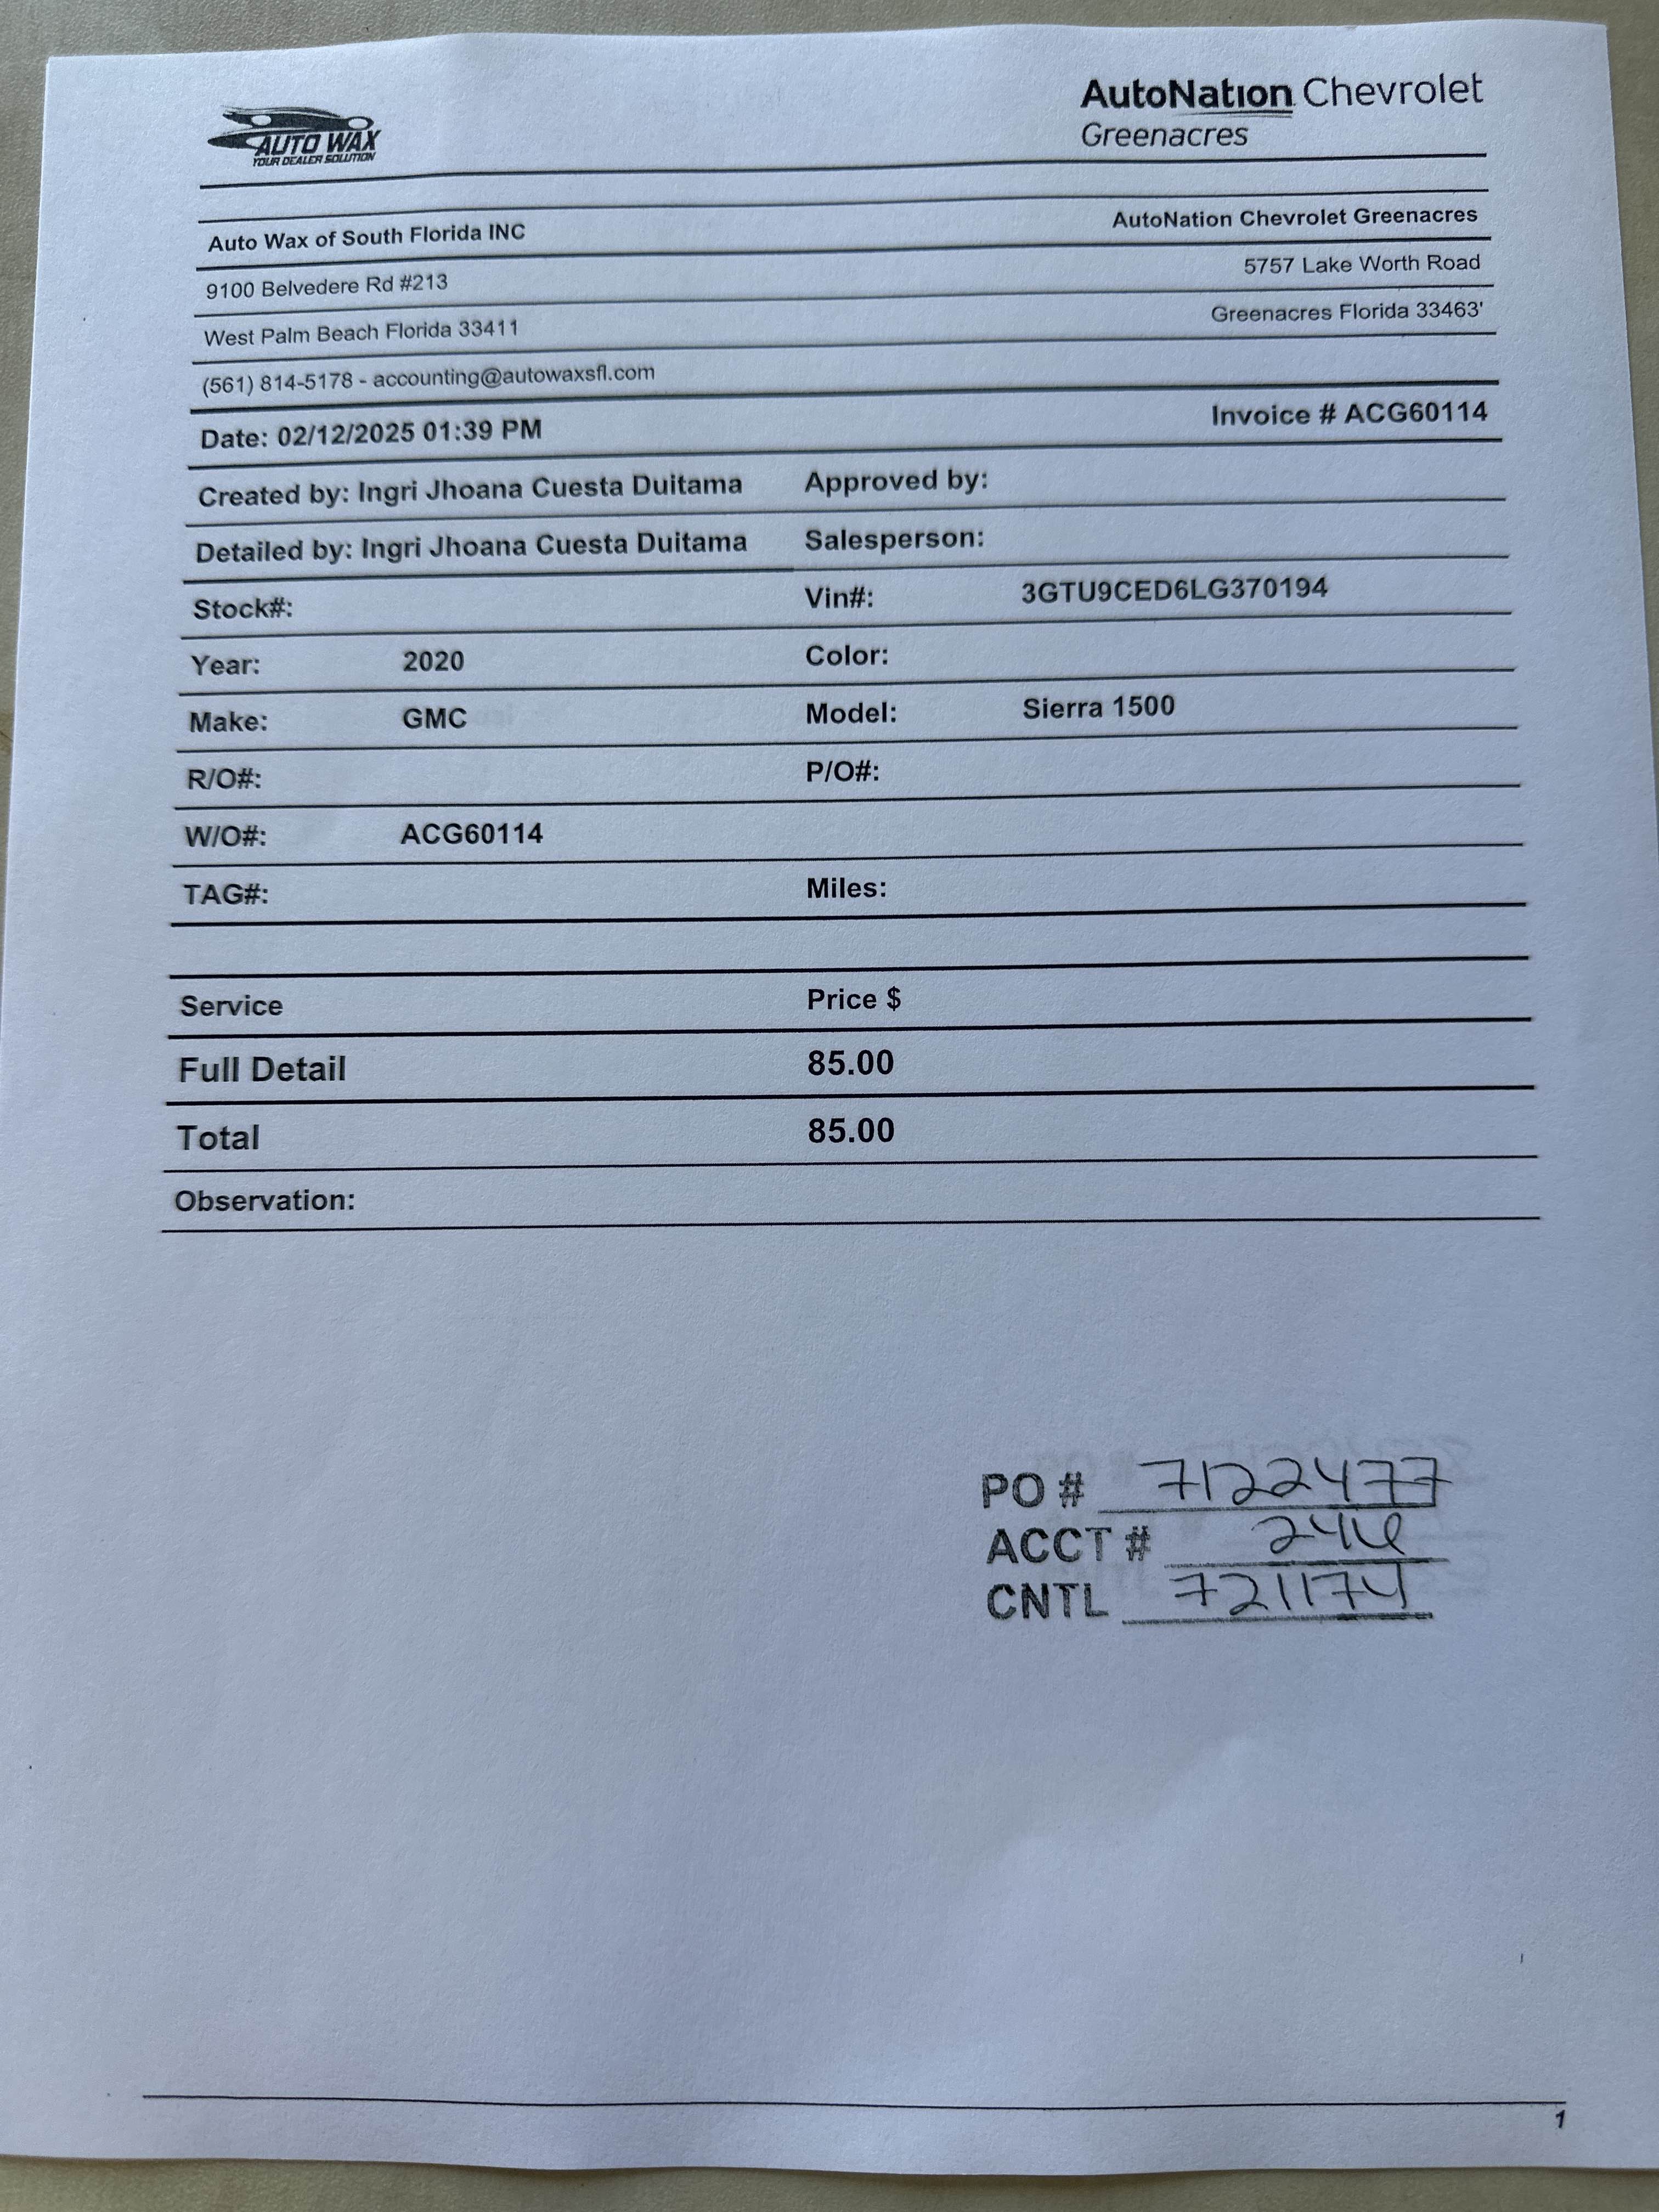 AUTO WAX
YOUR DEALER SOLUTION
AutoNation Chevrolet
Greenacres
Auto Wax of South Florida INC
AutoNation Chevrolet Greenacres
9100 Belvedere Rd #213
5757 Lake Worth Road
West Palm Beach Florida 33411
Greenacres Florida 33463'
(561) 814-5178 - accounting@autowaxsfl.com
Date: 02/12/2025 01:39 PM
Invoice # ACG60114
Created by: Ingri Jhoana Cuesta Duitama Approved by:
Detailed by: Ingri Jhoana Cuesta Duitama Salesperson:
Stock#: Vin#: 3GTU9CED6LG370194
Year: 2020 Color:
Make: GMC Model: Sierra 1500
R/O#: P/O#:
W/O#: ACG60114
TAG#: Miles:
Service Price $
Full Detail 85.00
Total 85.00
Observation:
PO # 7122477
ACCT #
CNTL 721174
1